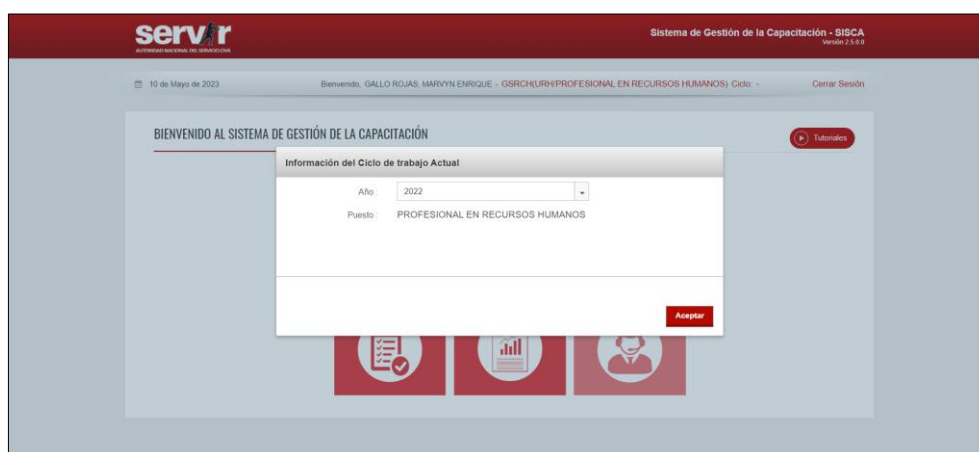 servir
AUTORIDAD NACIONAL DEL SERVICIO CIVIL
Sistema de Gestión de la Capacitación - SISCA
Versión 2.5.0.0
10 de Mayo de 2023
Bienvenido, GALLO ROJAS, MARVYN ENRIQUE - GSRCH(URH/PROFESIONAL EN RECURSOS HUMANOS) Ciclo: -
Cerrar Sesión
BIENVENIDO AL SISTEMA DE GESTIÓN DE LA CAPACITACIÓN
Tutoriales
Información del Ciclo de trabajo Actual
Año :
2022
Puesto :
PROFESIONAL EN RECURSOS HUMANOS
Aceptar